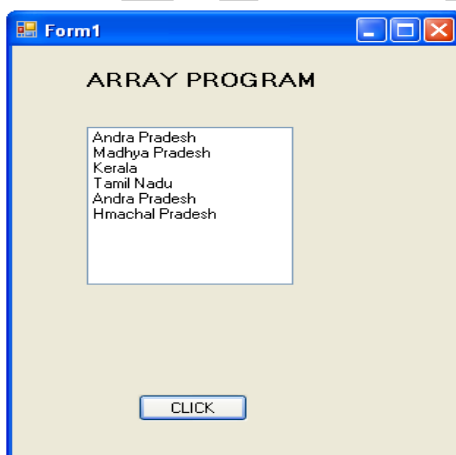 Form1
ARRAY PROGRAM
Andra Pradesh
Madhya Pradesh
Kerala
Tamil Nadu
Andra Pradesh
Hmachal Pradesh
CLICK